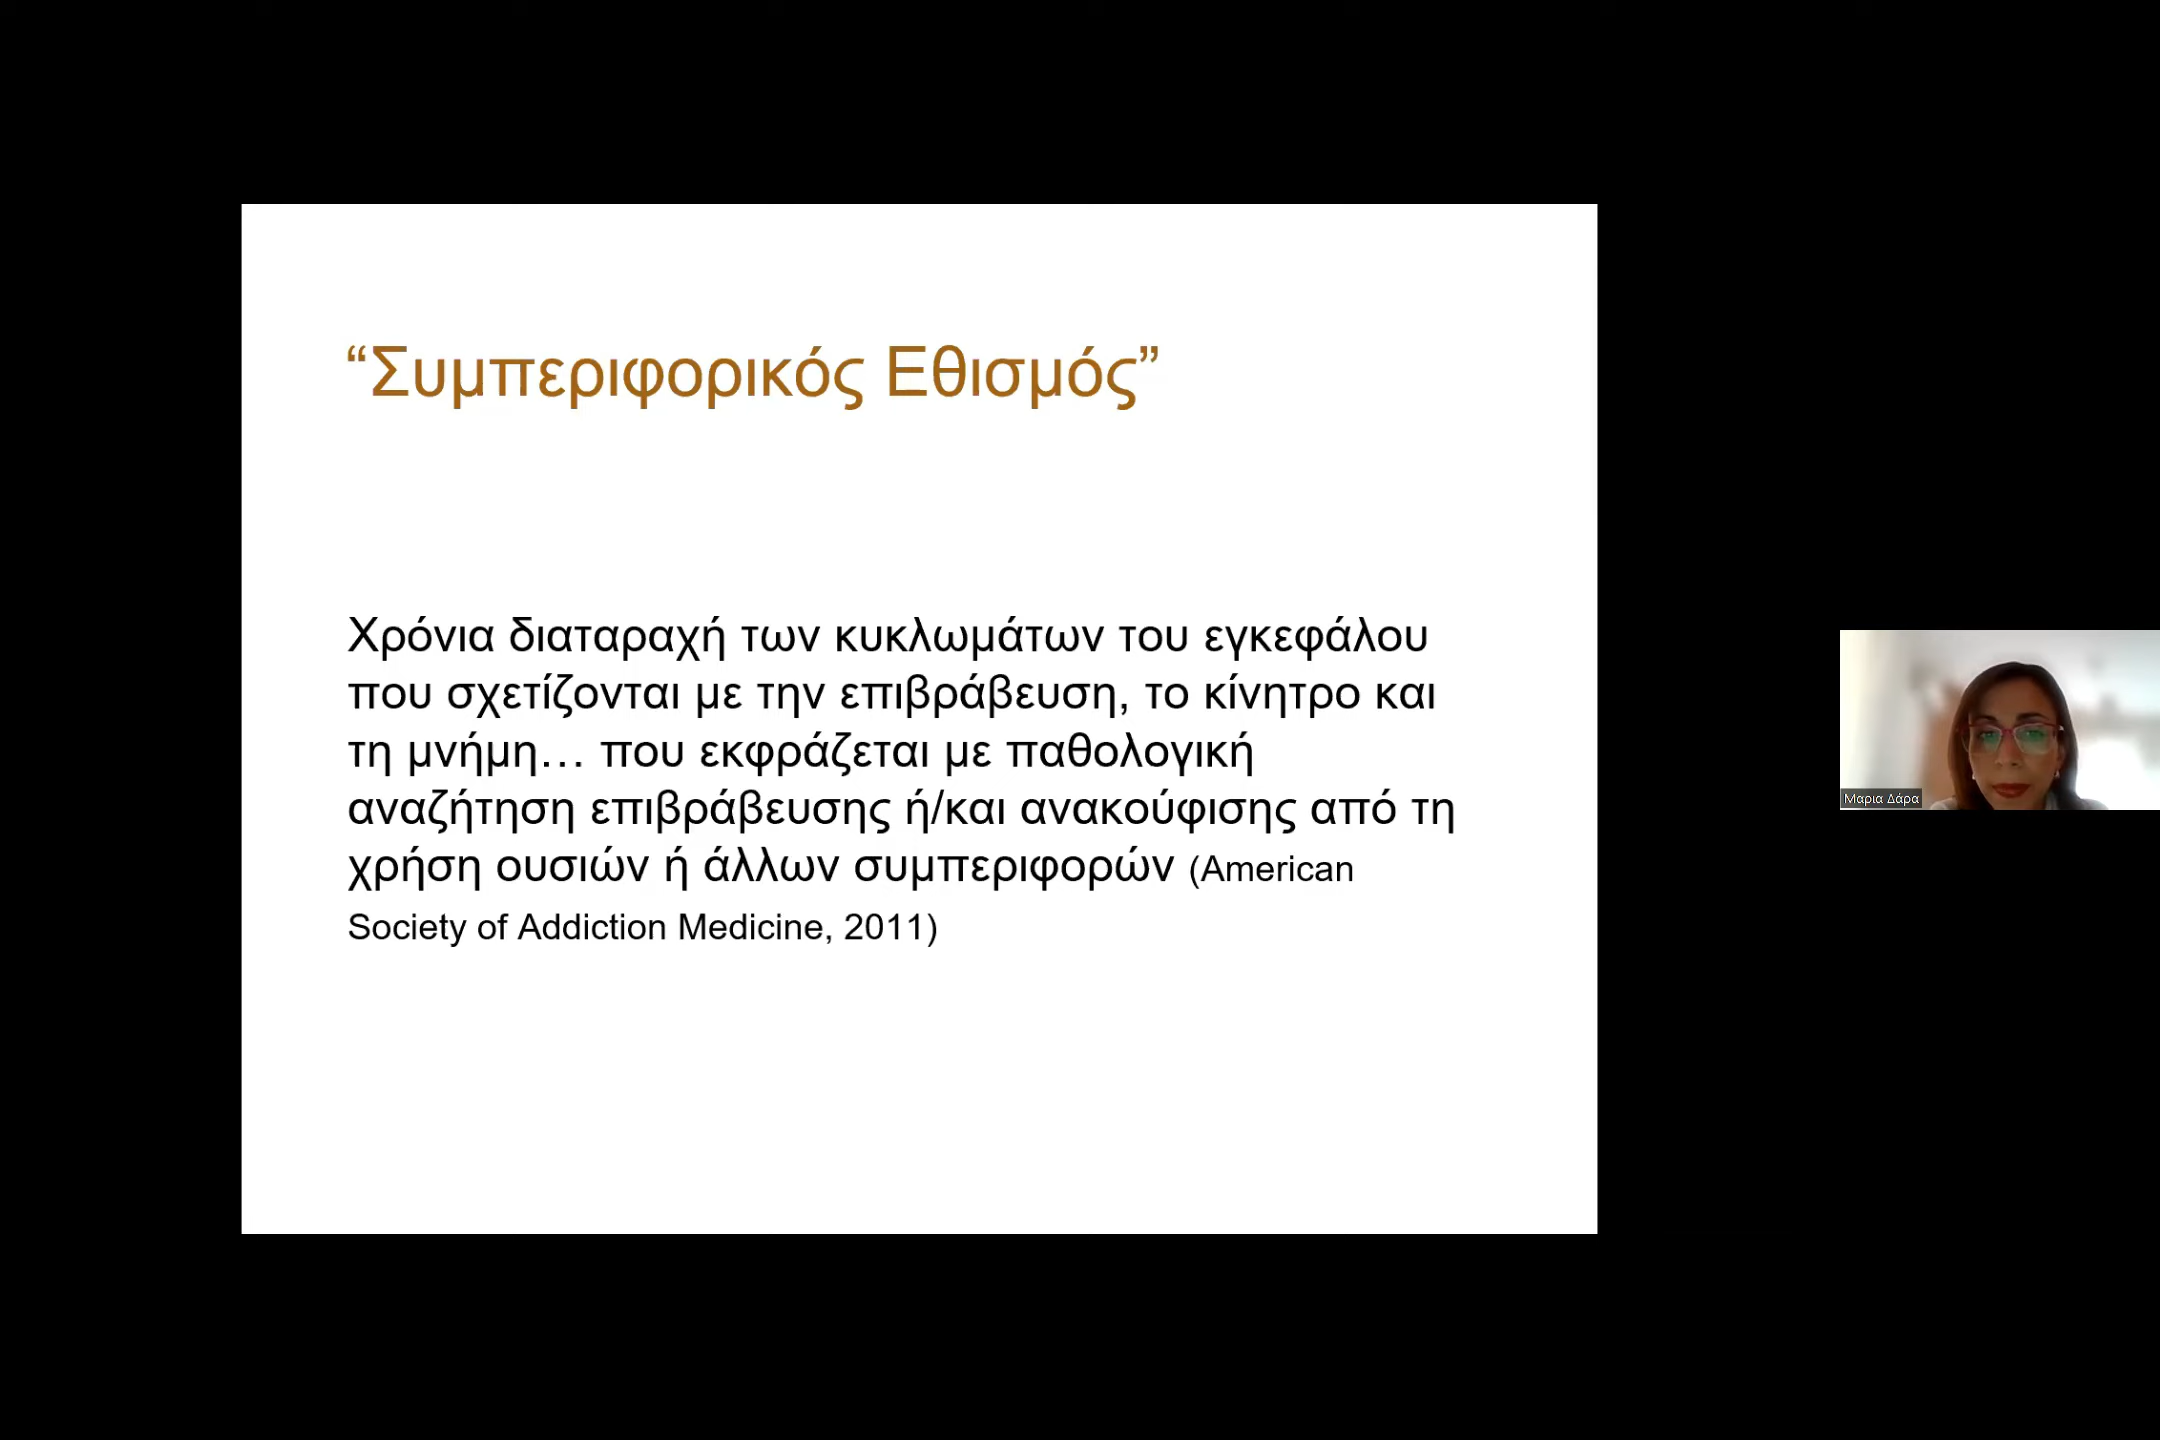 “Συμπεριφορικός Εθισμός”
Χρόνια διαταραχή των κυκλωμάτων του εγκεφάλου
που σχετίζονται με την επιβράβευση, το κίνητρο και
τη μνήμη… που εκφράζεται με παθολογική
αναζήτηση επιβράβευσης ή/και ανακούφισης από τη
χρήση ουσιών ή άλλων συμπεριφορών (American
Society of Addiction Medicine, 2011)
Μαρια Δάρα